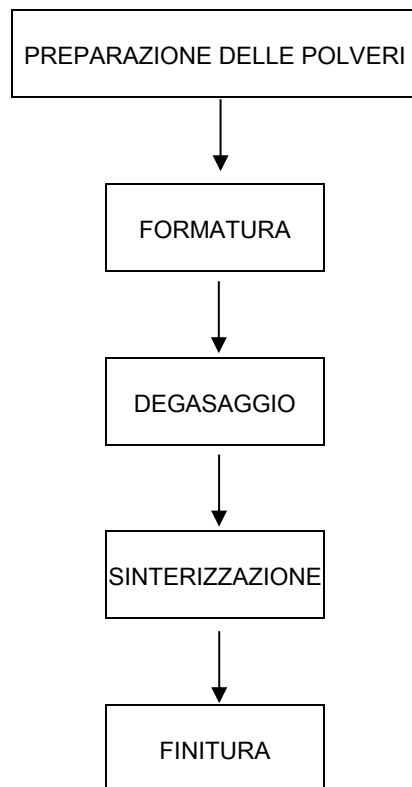 PREPARAZIONE DELLE POLVERI
FORMATURA
DEGASAGGIO
SINTERIZZAZIONE
FINITURA